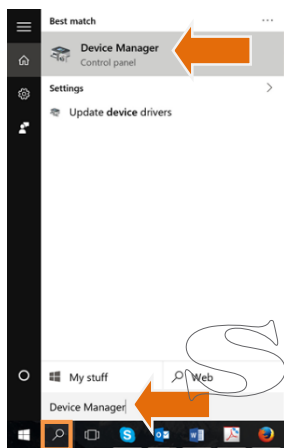 Best match
Device Manager
Control panel
Settings
Update device drivers
My stuff
Web
Device Manager